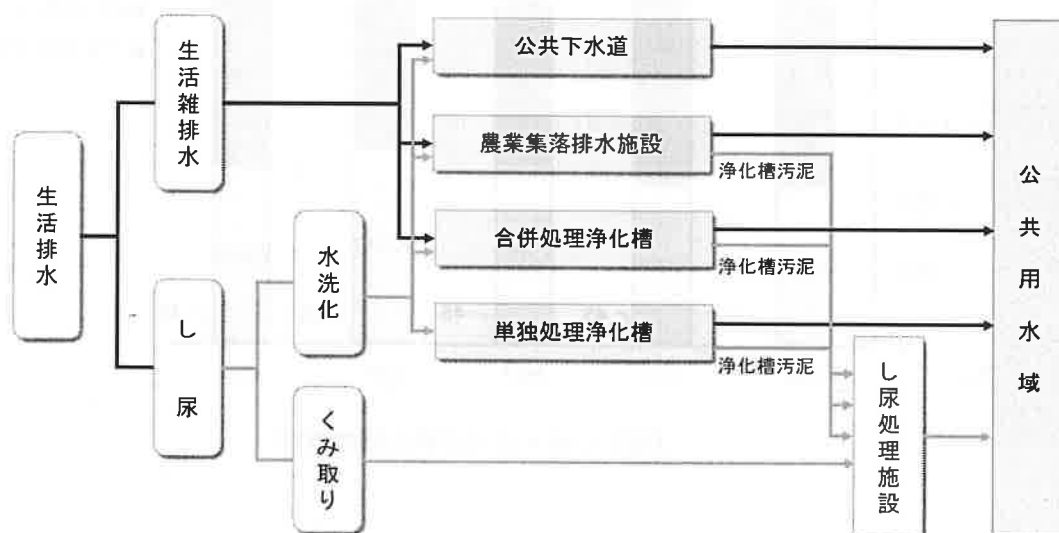 生活排水
生活雑排水
し尿
水洗化
くみ取り
公共下水道
農業集落排水施設
浄化槽汚泥
合併処理浄化槽
浄化槽汚泥
単独処理浄化槽
浄化槽汚泥
し尿処理施設
公共用水域